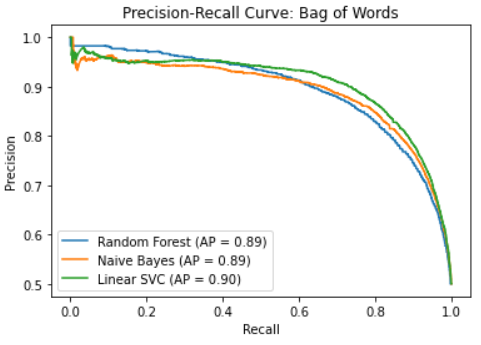 Precision-Recall Curve: Bag of Words
1.0
0.9
0.8
0.7
0.6
0.5
Precision
Random Forest (AP = 0.89)
Naive Bayes (AP = 0.89)
Linear SVC (AP = 0.90)
0.0 0.2 0.4 0.6 0.8 1.0
Recall